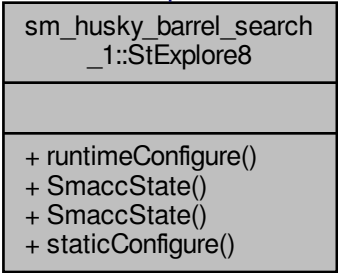 sm_husky_barrel_search
_1::StExplore8
+ runtimeConfigure()
+ SmaccState()
+ SmaccState()
+ staticConfigure()